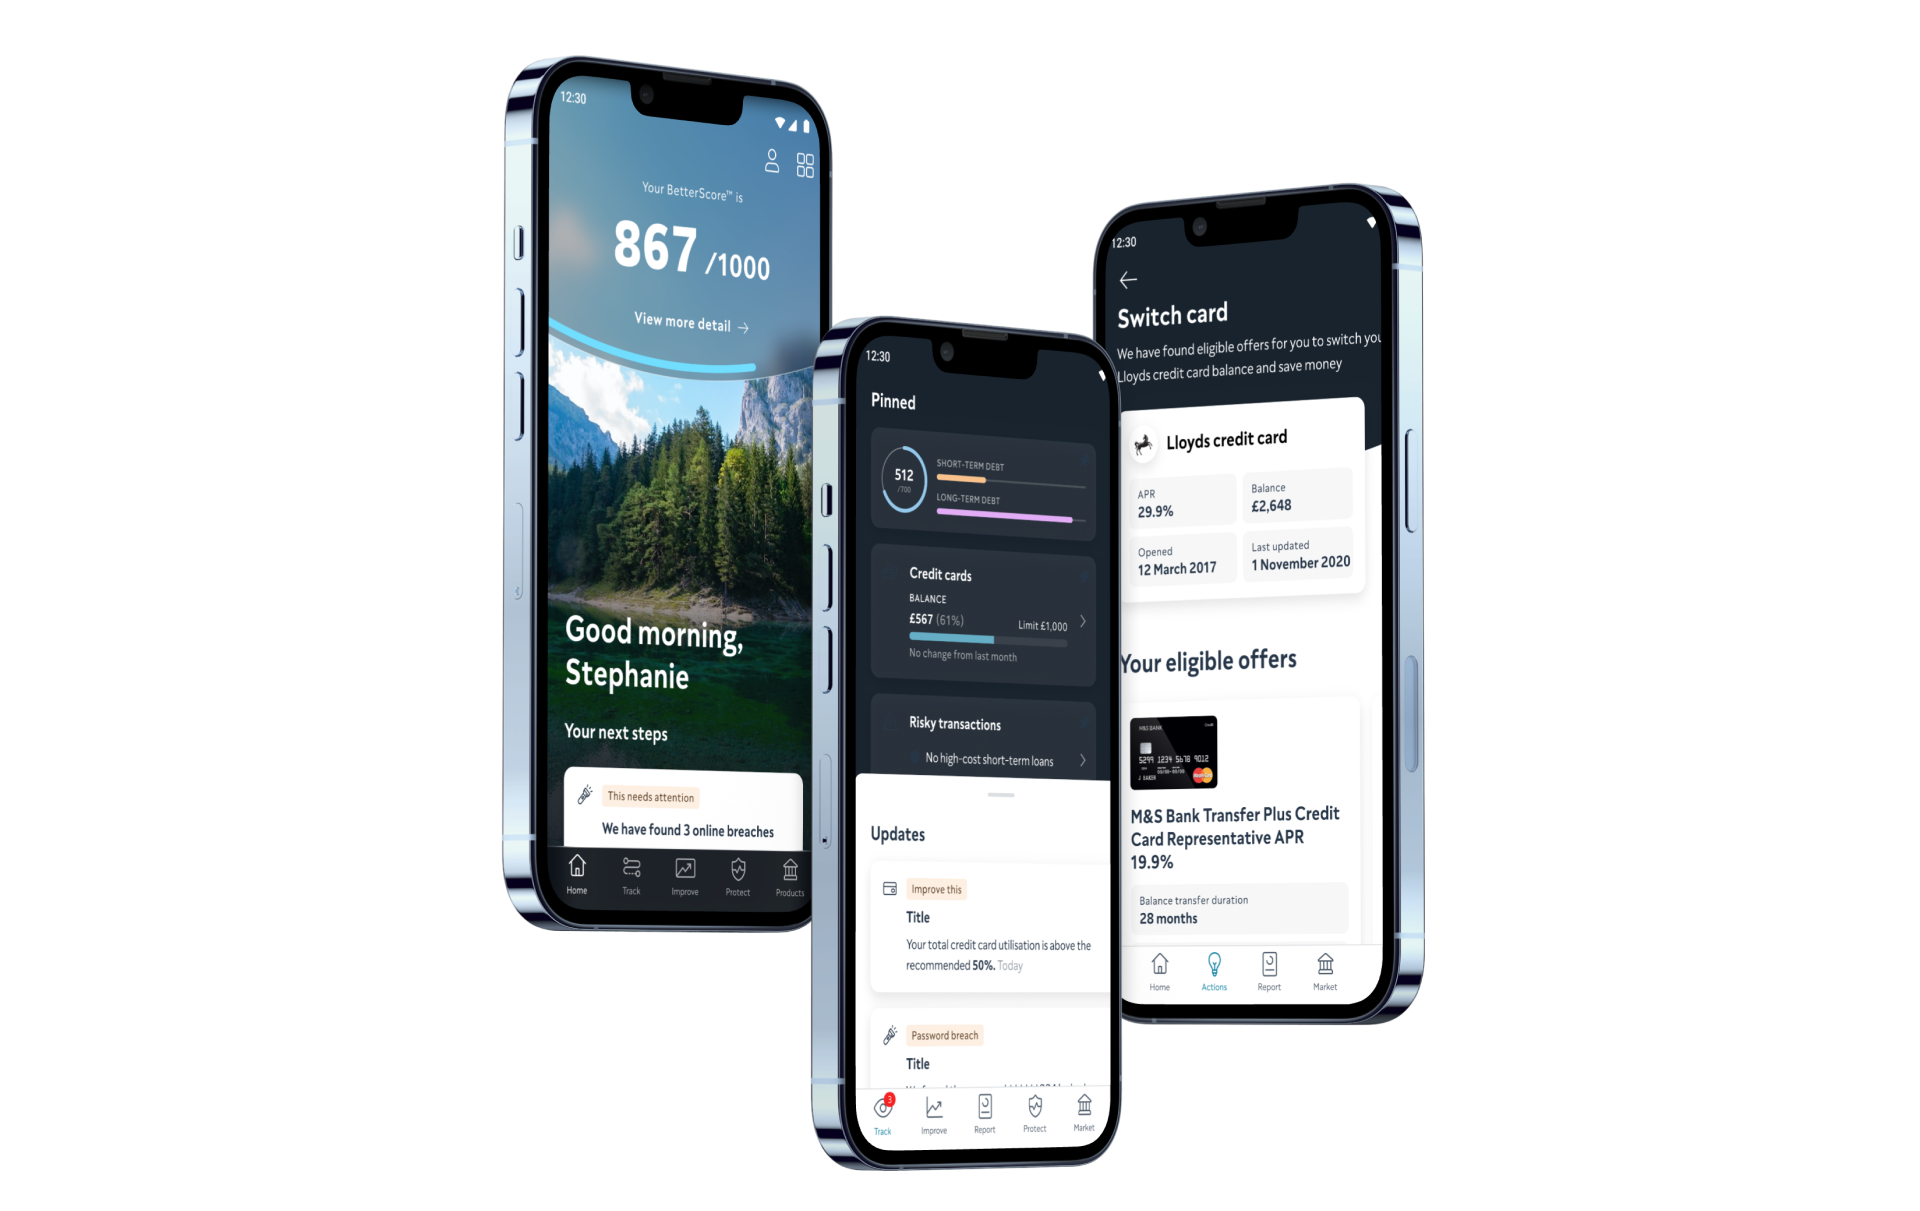 12:30
Your BetterScore™ is
867 /1000
View more detail →
Good morning,
Stephanie
Your next steps
This needs attention
We have found 3 online breaches
Home
Track
Improve
Protect
Products
12:30
Pinned
512
/700
SHORT-TERM DEBT
LONG-TERM DEBT
Credit cards
BALANCE
£567 (61%)
Limit £1,000
No change from last month
Risky transactions
No high-cost short-term loans
Updates
Improve this
Title
Your total credit card utilisation is above the
recommended 50%. Today
Password breach
Title
3
Track
Improve
Report
Protect
Market
12:30
Switch card
We have found eligible offers for you to switch you
Lloyds credit card balance and save money
Lloyds credit card
APR
29.9%
Balance
£2,648
Opened
12 March 2017
Last updated
1 November 2020
Your eligible offers
M&S BANK
Credit
5299 1234 5678 9012
MasterCard
M&S Bank Transfer Plus Credit
Card Representative APR
19.9%
Balance transfer duration
28 months
Home
Actions
Report
Market